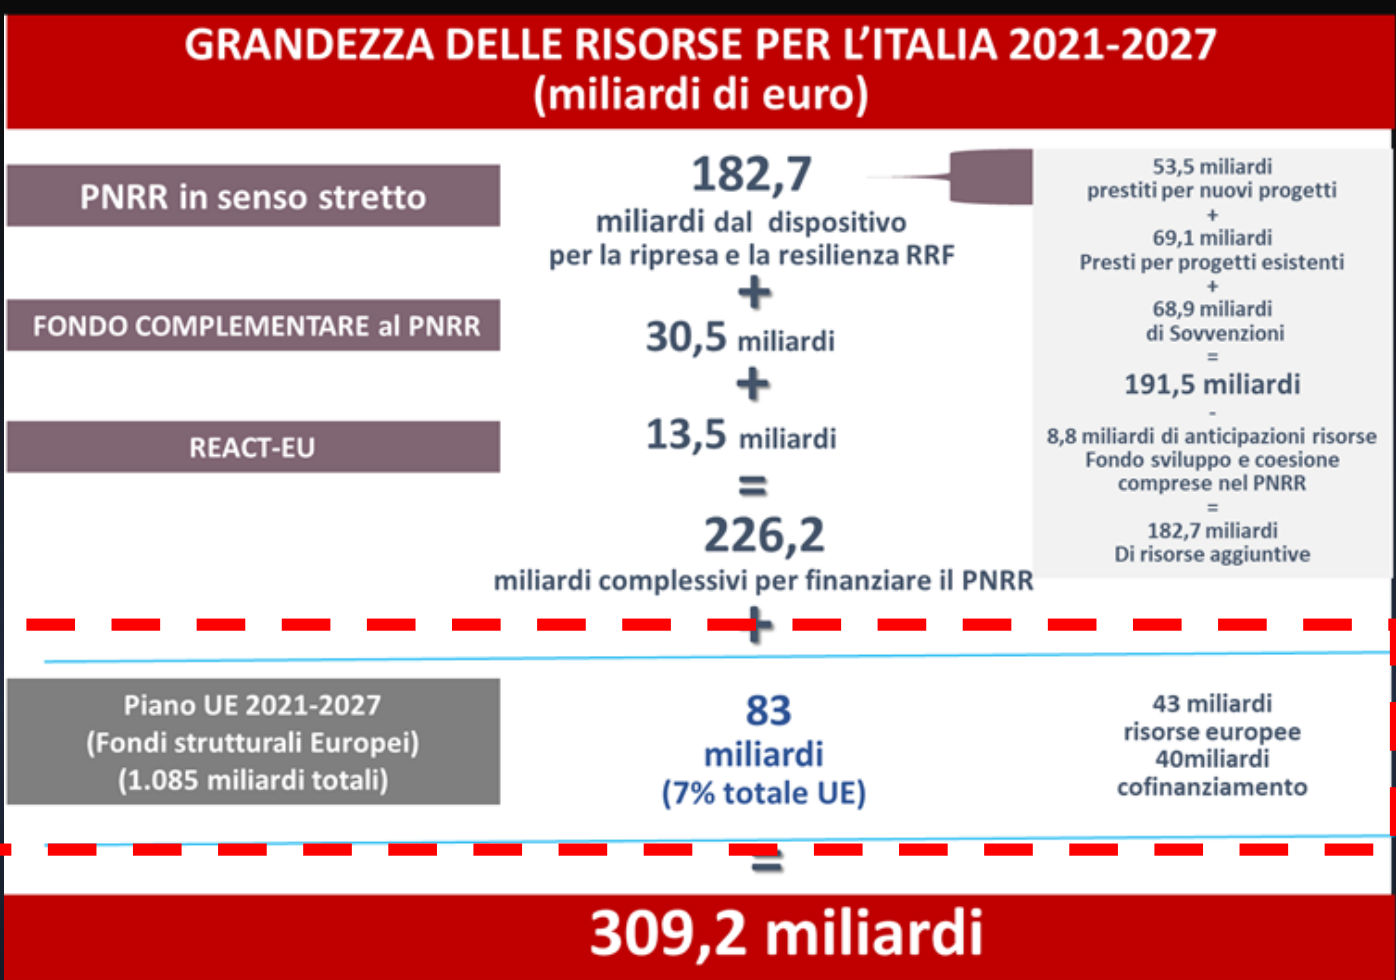 GRANDEZZA DELLE RISORSE PER L'ITALIA 2021-2027
(miliardi di euro)
PNRR in senso stretto
182,7
miliardi dal dispositivo
per la ripresa e la resilienza RRF
+
FONDO COMPLEMENTARE al PNRR
30,5 miliardi
+
REACT-EU
13,5 miliardi
=
226,2
miliardi complessivi per finanziare il PNRR
+
53,5 miliardi
prestiti per nuovi progetti
+
69,1 miliardi
Presti per progetti esistenti
+
68,9 miliardi
di Sovvenzioni
=
191,5 miliardi
-
8,8 miliardi di anticipazioni risorse
Fondo sviluppo e coesione
comprese nel PNRR
=
182,7 miliardi
Di risorse aggiuntive
Piano UE 2021-2027
(Fondi strutturali Europei)
(1.085 miliardi totali)
83
miliardi
(7% totale UE)
43 miliardi
risorse europee
40miliardi
cofinanziamento
=
309,2 miliardi